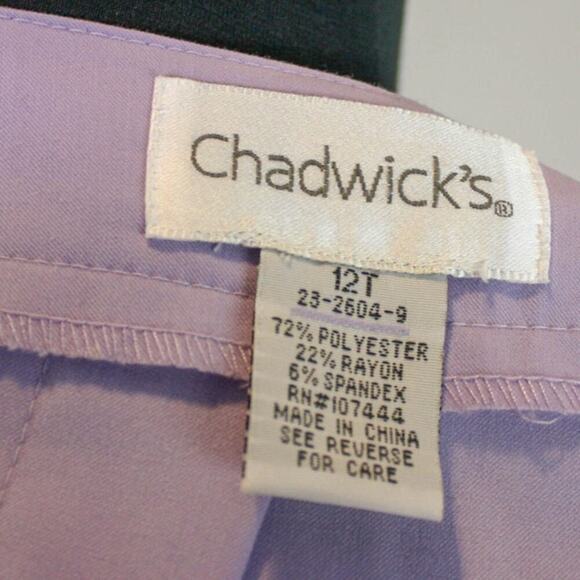 Chadwick's®
12T
23-2604-9
72% POLYESTER
22% RAYON
6% SPANDEX
RN#107444
MADE IN CHINA
SEE REVERSE
FOR CARE